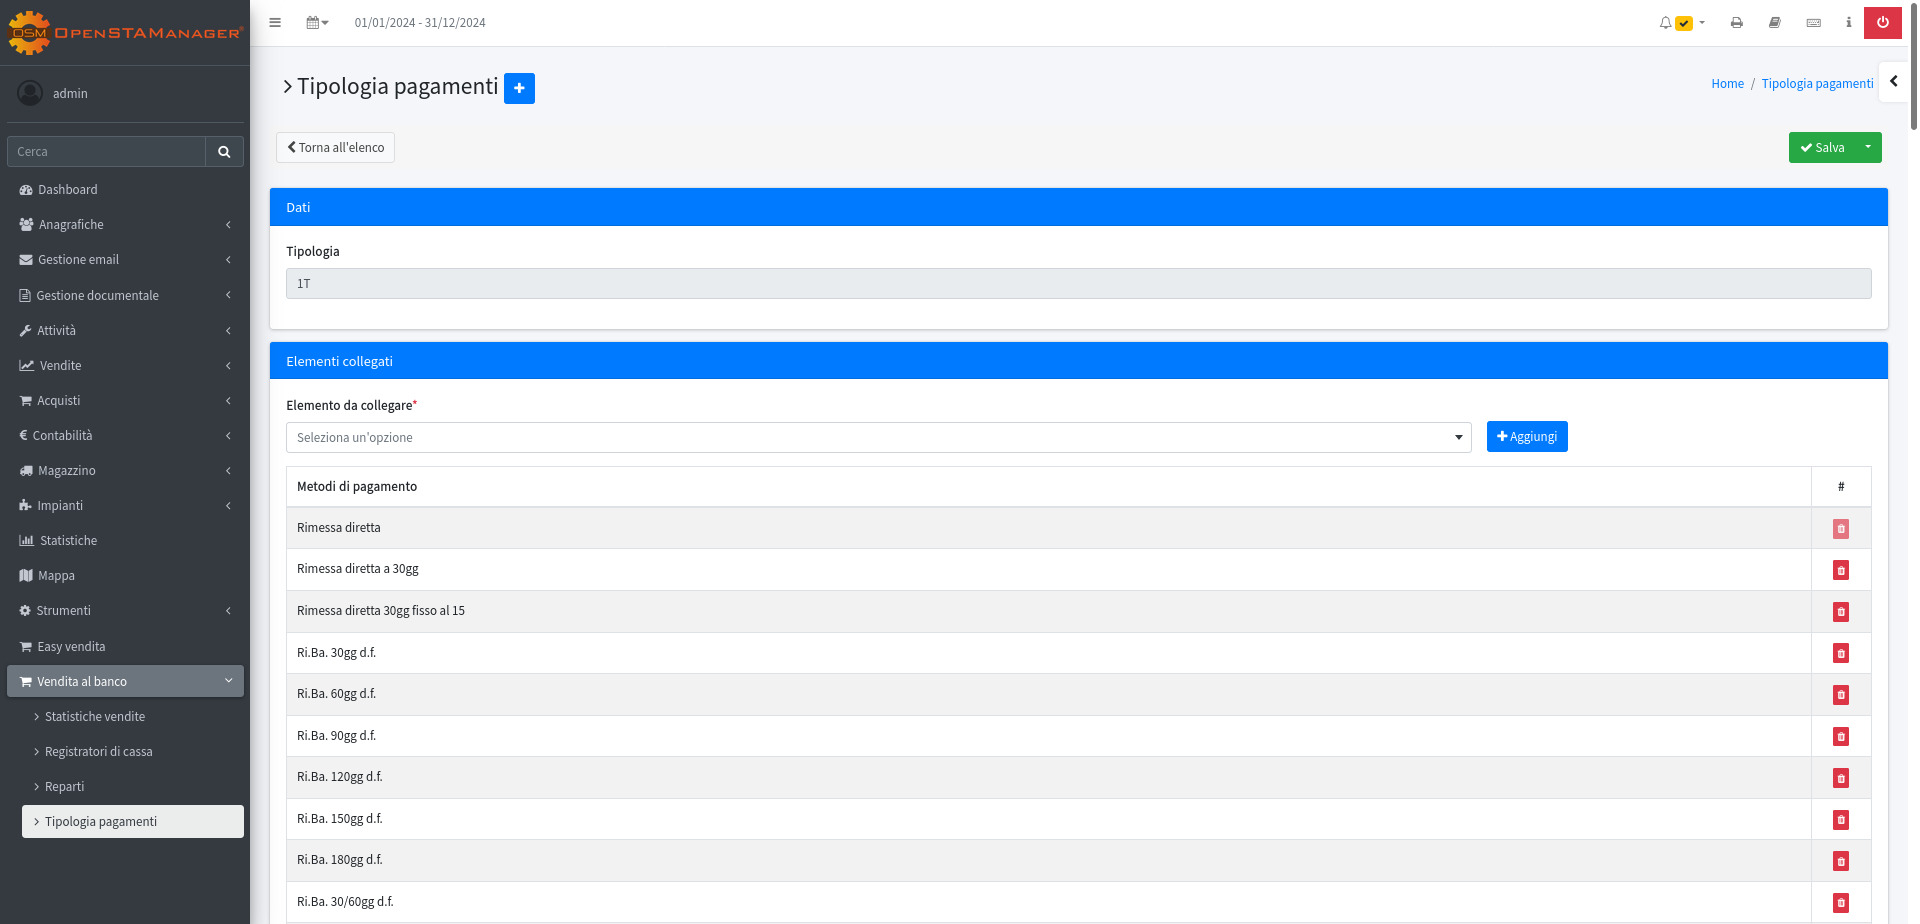 OSM OPENSTAMANAGER®
01/01/2024 - 31/12/2024
admin
Cerca
Dashboard
Anagrafiche
Gestione email
Gestione documentale
Attività
Vendite
Acquisti
Contabilità
Magazzino
Impianti
Statistiche
Mappa
Strumenti
Easy vendita
Vendita al banco
Statistiche vendite
Registratori di cassa
Reparti
Tipologia pagamenti
Tipologia pagamenti
Home / Tipologia pagamenti
Torna all'elenco
Salva
Dati
Tipologia
1T
Elementi collegati
Elemento da collegare*
Seleziona un'opzione
Aggiungi
Metodi di pagamento #
Rimessa diretta
Rimessa diretta a 30gg
Rimessa diretta 30gg fisso al 15
Ri.Ba. 30gg d.f.
Ri.Ba. 60gg d.f.
Ri.Ba. 90gg d.f.
Ri.Ba. 120gg d.f.
Ri.Ba. 150gg d.f.
Ri.Ba. 180gg d.f.
Ri.Ba. 30/60gg d.f.